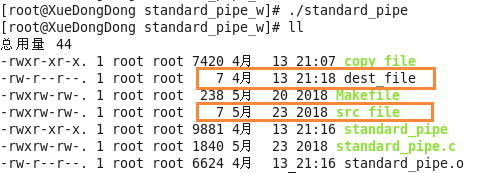 [root@XueDongDong standard_pipe_w]# ./standard_pipe
[root@XueDongDong standard_pipe_w]# ll
总用量 44
-rwxr-xr-x. 1 root root 7420 4月 13 21:07 copy_file
-rw-r--r--. 1 root root 7 4月 13 21:18 dest_file
-rwxrw-rw-. 1 root root 238 5月 20 2018 Makefile
-rwxrw-rw-. 1 root root 7 5月 23 2018 src_file
-rwxr-xr-x. 1 root root 9881 4月 13 21:16 standard_pipe
-rwxrw-rw-. 1 root root 1840 5月 23 2018 standard_pipe.c
-rw-r--r--. 1 root root 6624 4月 13 21:16 standard_pipe.o